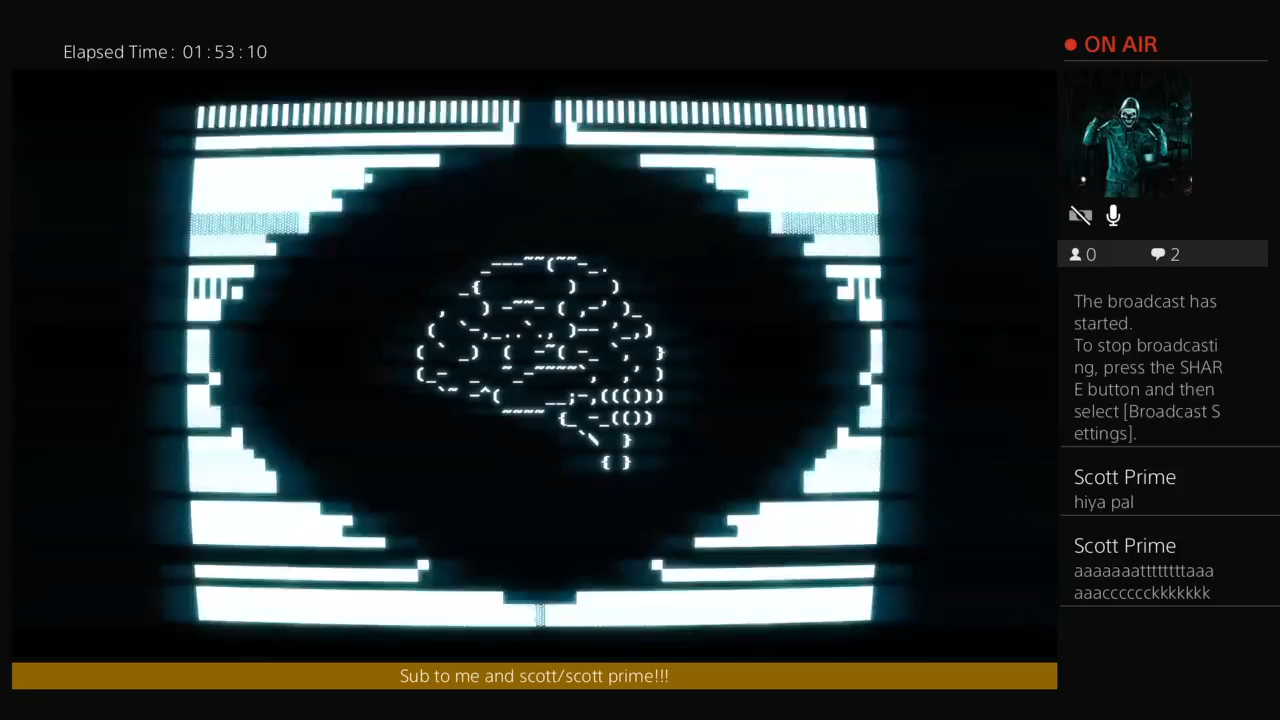 Elapsed Time: 01:53:10
ON AIR
0
2
The broadcast has
started.
To stop broadcasti
ng, press the SHAR
E button and then
select [Broadcast S
ettings].
Scott Prime
hiya pal
Scott Prime
aaaaaaattttttttaaa
aaacccccckkkkkkk
Sub to me and scott/scott prime!!!